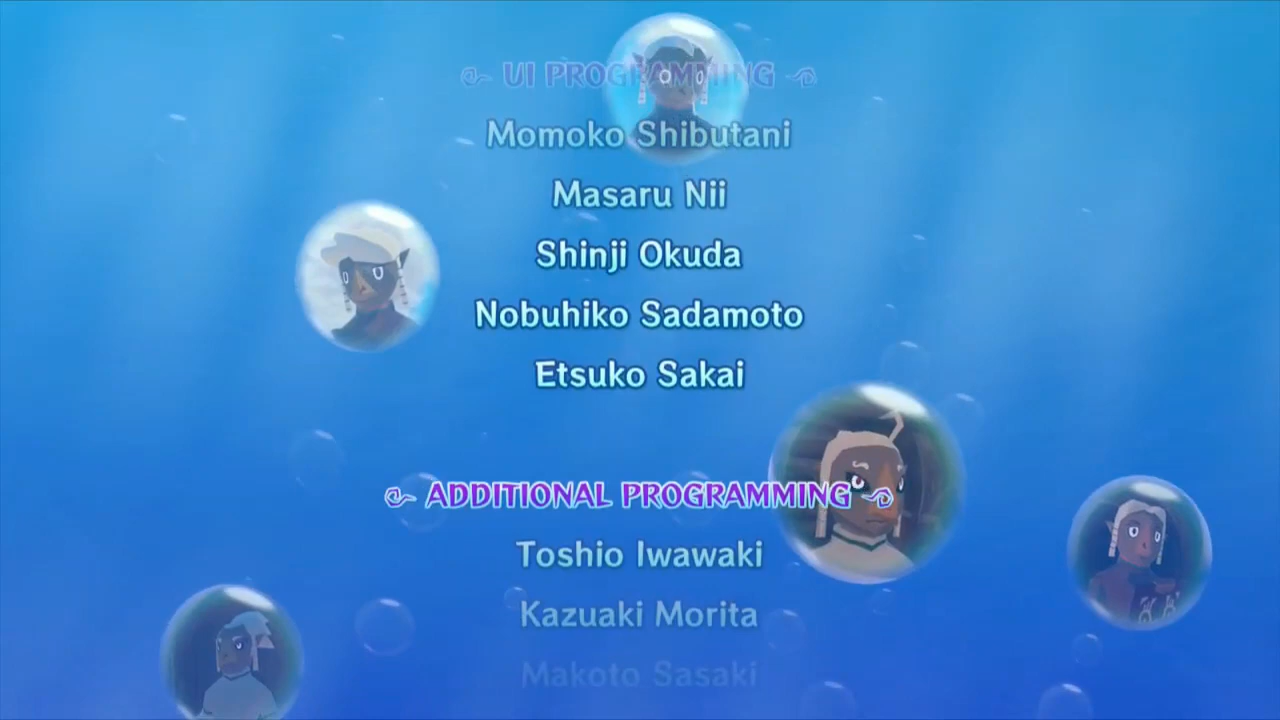 UI PROGRAMMING
Momoko Shibutani
Masaru Nii
Shinji Okuda
Nobuhiko Sadamoto
Etsuko Sakai
ADDITIONAL PROGRAMMING
Toshio Iwawaki
Kazuaki Morita
Makoto Sasaki